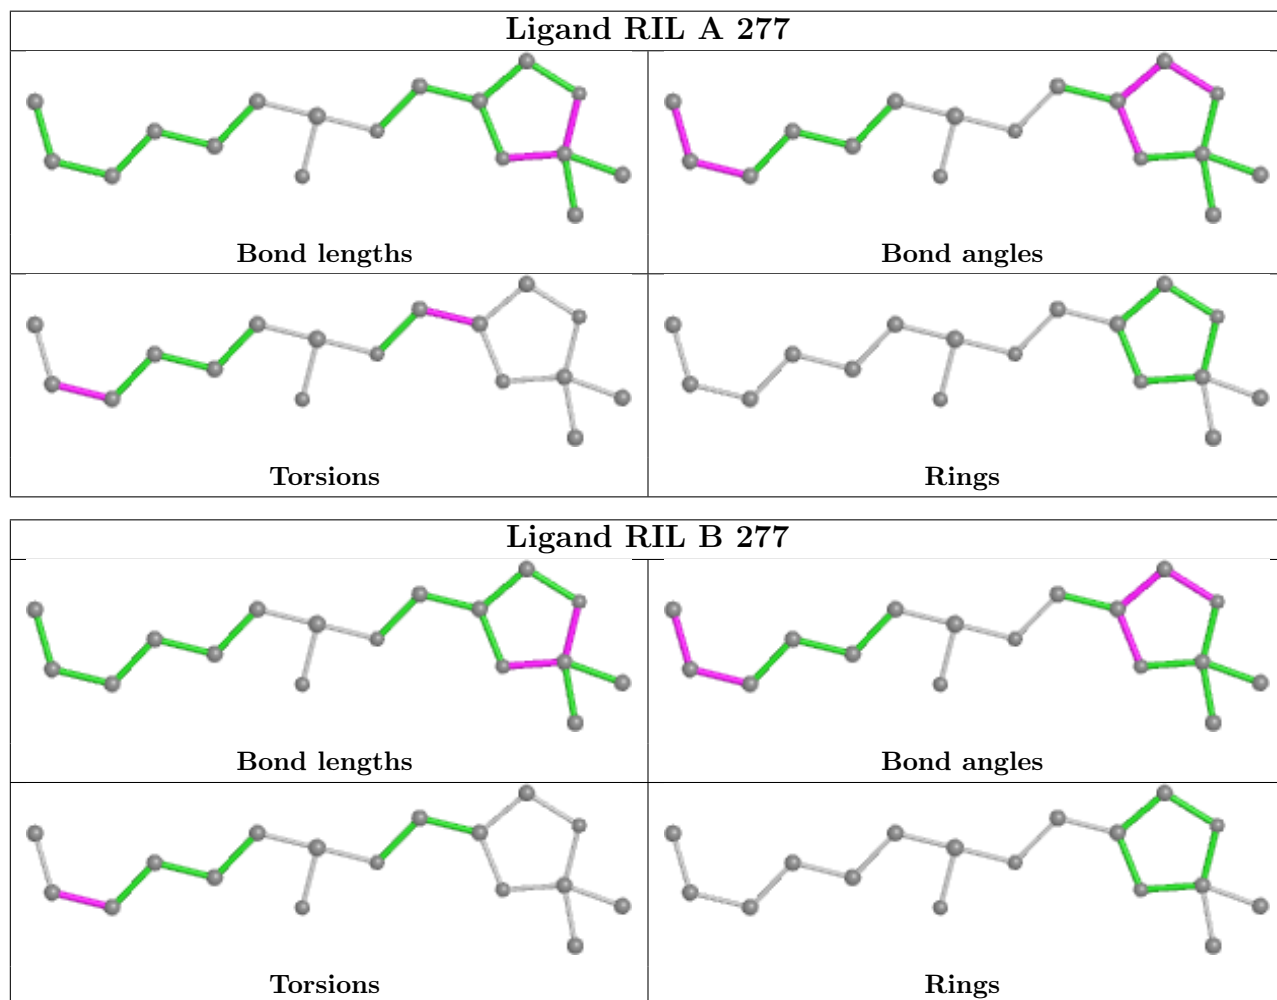 Ligand RIL A 277
Bond lengths
Bond angles
Torsions
Rings
Ligand RIL B 277
Bond lengths
Bond angles
Torsions
Rings